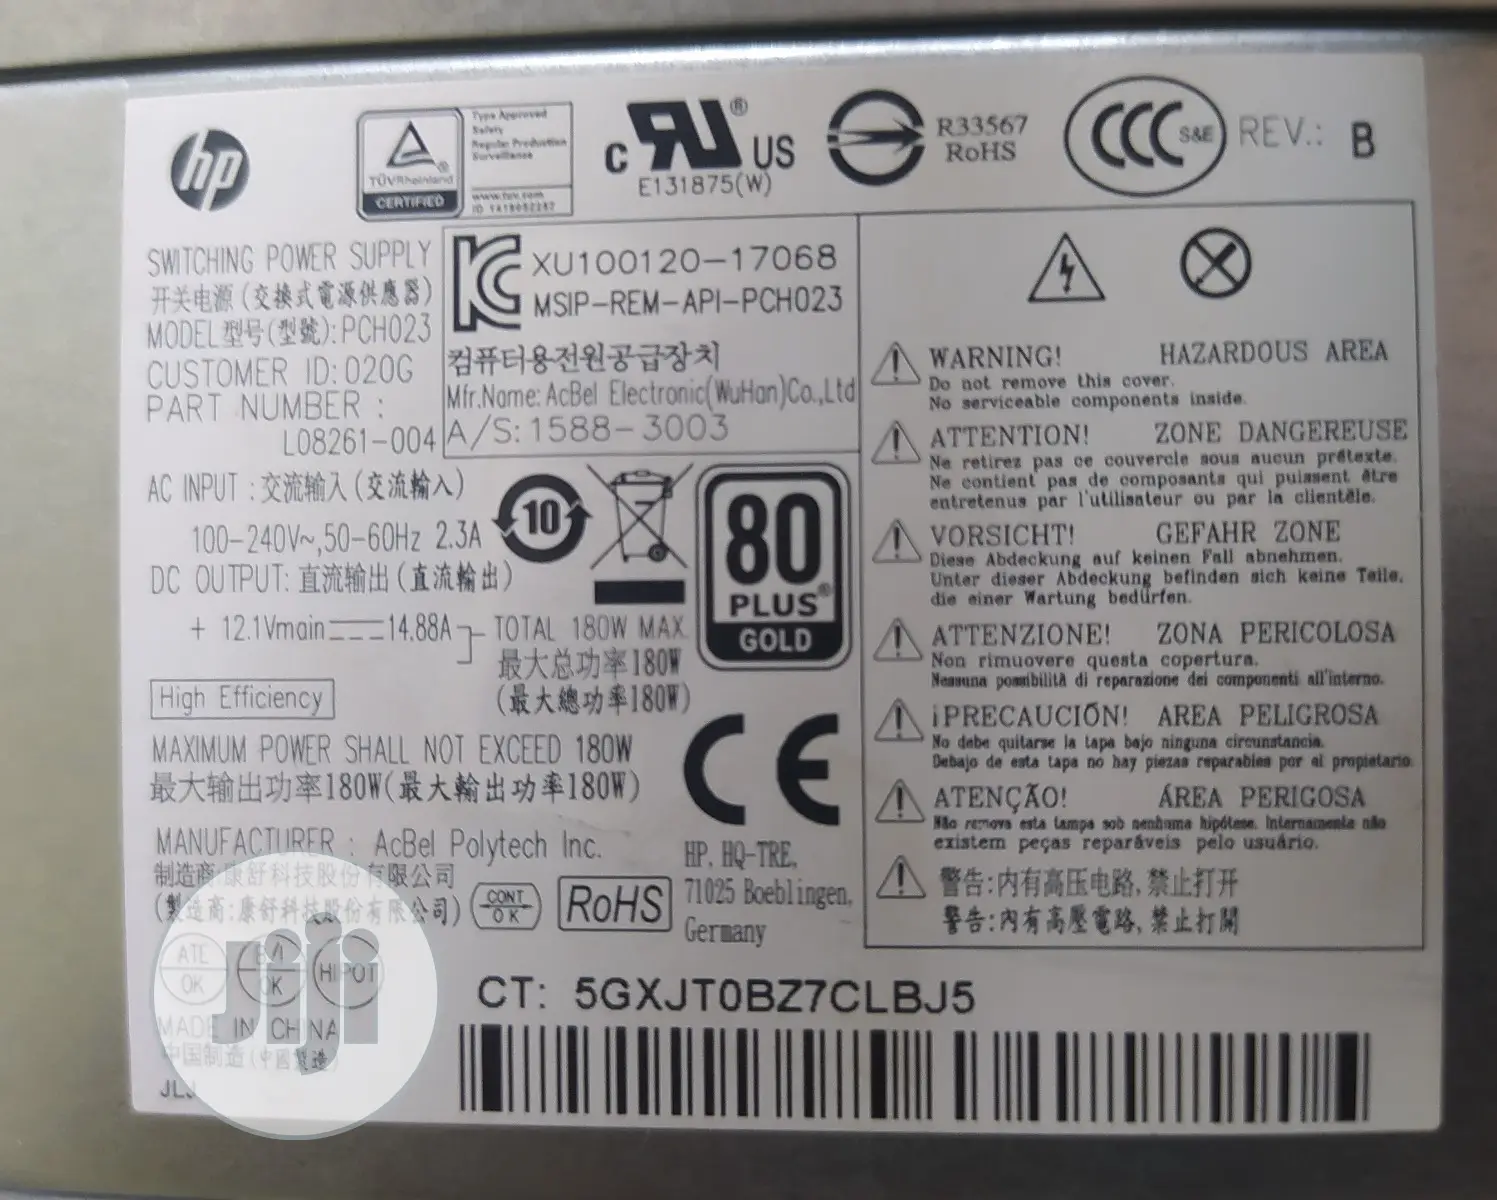 hp
TÜVRheinland
CERTIFIED
Type Approved
Safety
Regular Production
Surveillance
www.tuv.com
ID 1419052287
c RU ® US
E131875(W)
R33567
RoHS
CCC S&E
REV.: B
SWITCHING POWER SUPPLY
开关电源(交換式電源供應器)
MODEL型号(型號):PCH023
CUSTOMER ID:020G
PART NUMBER :
L08261-004
XU100120-17068
MSIP-REM-API-PCH023
컴퓨터용전원공급장치
Mfr.Name: AcBel Electronic(WuHan)Co.,Ltd
A/S: 1588-3003
AC INPUT :交流输入(交流輸入)
100-240V~,50-60Hz 2.3A
DC OUTPUT: 直流输出(直流輸出)
+ 12.1Vmain 14.88A TOTAL 180W MAX
最大总功率180W
(最大總功率180W)
10
80
PLUS®
GOLD
High Efficiency
MAXIMUM POWER SHALL NOT EXCEED 180W
最大输出功率180W(最大輸出功率180W)
CE
MANUFACTURER : AcBel Polytech Inc.
制造商:康舒科技股份有限公司
(製造商:康舒科技股份有限公司)
CONT
OK
RoHS
HP, HQ-TRE,
71025 Boeblingen,
Germany
ATE
OK
OK
HIPOT
MADE IN CHINA
中国制造(中國製造)
Jiji
WARNING! HAZARDOUS AREA
Do not remove this cover.
No serviceable components inside.
ATTENTION! ZONE DANGEREUSE
Ne retirez pas ce couvercle sous aucun prétexte.
Ne contient pas de composants qui puissent être
entretenus par l'utilisateur ou par la clientèle.
VORSICHT! GEFAHR ZONE
Diese Abdeckung auf keinen Fall abnehmen.
Unter dieser Abdeckung befinden sich keine Teile,
die einer Wartung bedürfen.
ATTENZIONE! ZONA PERICOLOSA
Non rimuovere questa copertura.
Nessuna possibilità di reparazione dei componenti all'interno.
¡PRECAUCIÓN! AREA PELIGROSA
No debe quitarse la tapa bajo ninguna circunstancia.
Debajo de esta tapa no hay piezas reparables por el propietario.
ATENÇÃO! ÁREA PERIGOSA
Não remova esta tampa sob nenhuma hipótese. Internamente não
existem peças reparáveis pelo usuário.
警告:内有高压电路,禁止打开
警告:內有高壓電路,禁止打開
CT: 5GXJT0BZ7CLBJ5